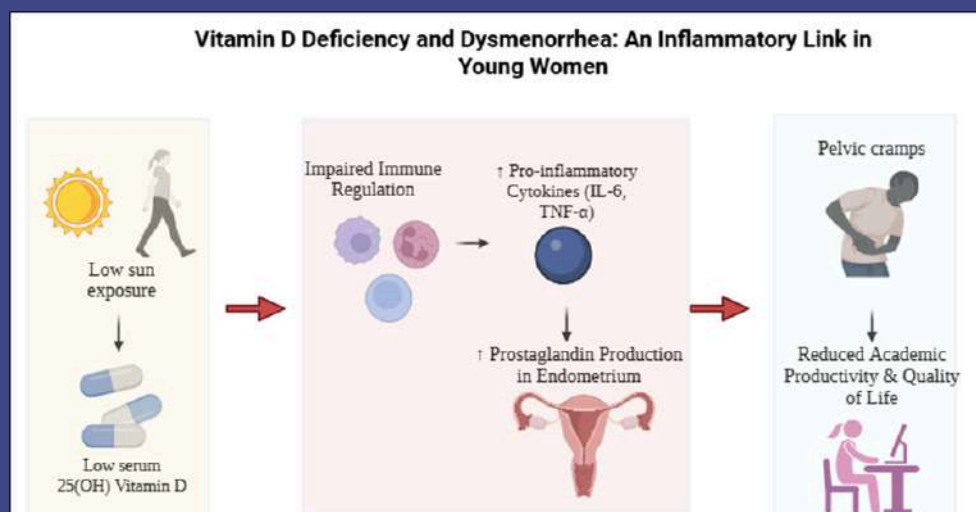 Vitamin D Deficiency and Dysmenorrhea: An Inflammatory Link in
Young Women
Low sun
exposure
Low serum
25(OH) Vitamin D
Impaired Immune
Regulation
↑ Pro-inflammatory
Cytokines (IL-6,
TNF-α)
↑ Prostaglandin Production
in Endometrium
Pelvic cramps
Reduced Academic
Productivity & Quality
of Life